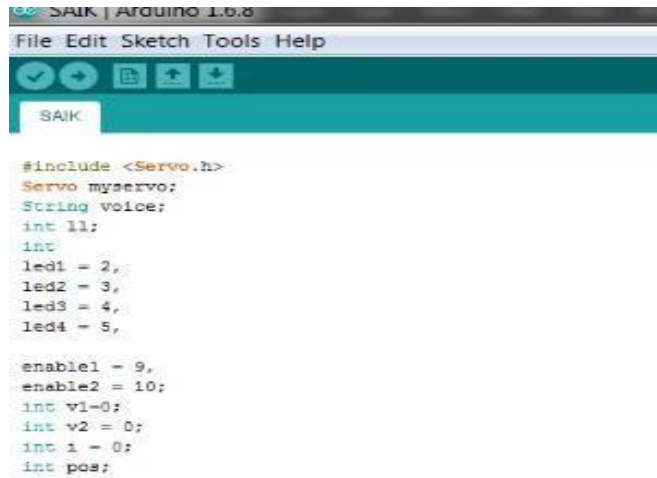 SAIK | Arduino 1.6.8
File Edit Sketch Tools Help
SAIK
#include <Servo.h>
Servo myservo;
String voice;
int ll;
int
led1 = 2,
led2 = 3,
led3 = 4,
led4 = 5,
enable1 = 9,
enable2 = 10;
int v1=0;
int v2 = 0;
int i = 0;
int pos;